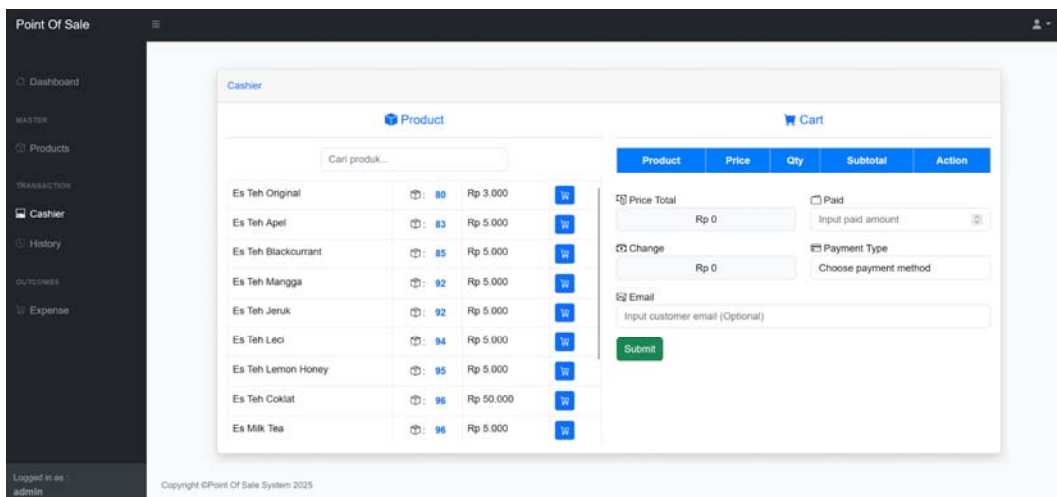 Point Of Sale
Dashboard
MASTER
Products
TRANSACTION
Cashier
History
OUTCOMES
Expense
Logged in as :
admin
Cashier
Product
Cari produk...
Es Teh Original 80 Rp 3.000
Es Teh Apel 83 Rp 5.000
Es Teh Blackcurrant 85 Rp 5.000
Es Teh Mangga 92 Rp 5.000
Es Teh Jeruk 92 Rp 5.000
Es Teh Leci 94 Rp 5.000
Es Teh Lemon Honey 95 Rp 5.000
Es Teh Coklat 96 Rp 50.000
Es Milk Tea 96 Rp 5.000
Cart
Product Price Qty Subtotal Action
Price Total Paid
Rp 0 Input paid amount
Change Payment Type
Rp 0 Choose payment method
Email
Input customer email (Optional)
Submit
Copyright ©Point Of Sale System 2025